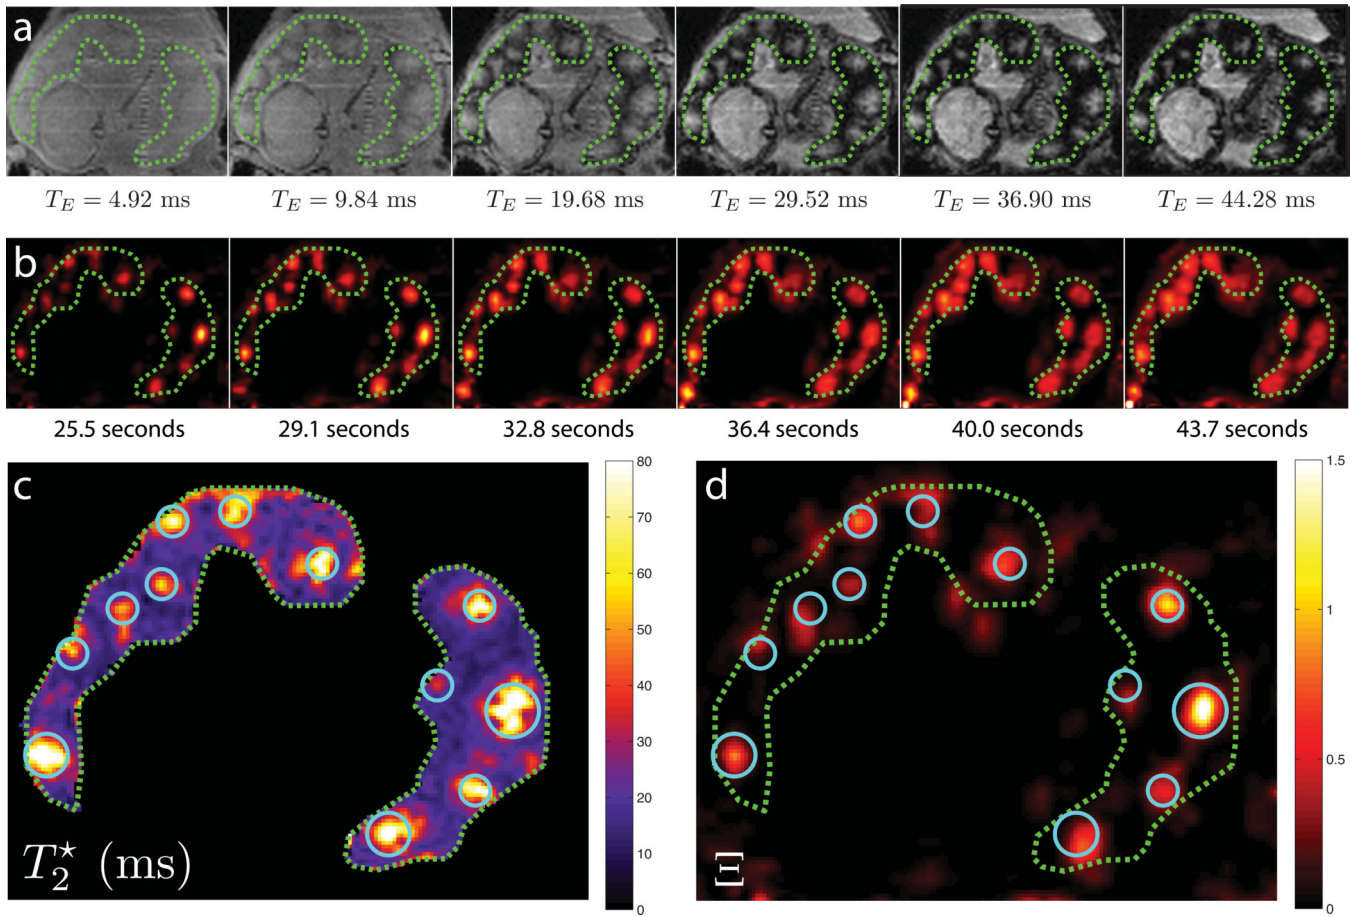 a
T_E = 4.92 ms
T_E = 9.84 ms
T_E = 19.68 ms
T_E = 29.52 ms
T_E = 36.90 ms
T_E = 44.28 ms
b
25.5 seconds
29.1 seconds
32.8 seconds
36.4 seconds
40.0 seconds
43.7 seconds
c
80
70
60
50
40
30
20
10
0
T₂⋆ (ms)
d
1.5
1
0.5
0
Ξ